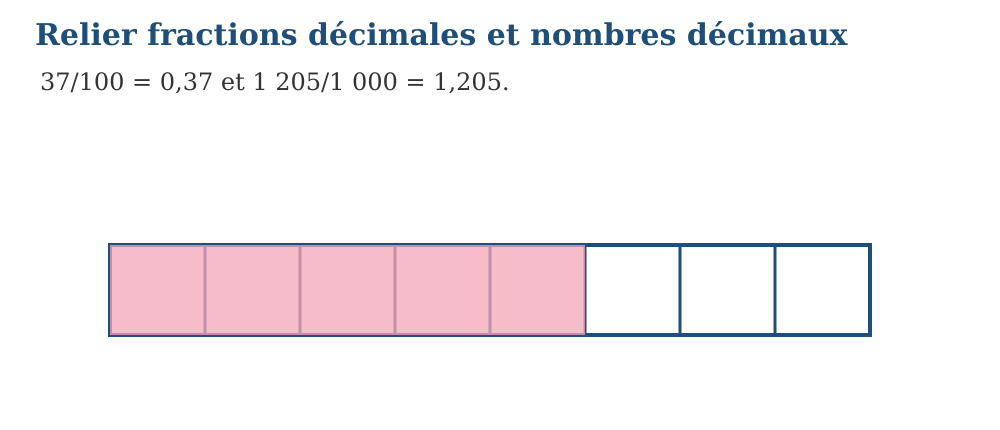 Relier fractions décimales et nombres décimaux
37/100 = 0,37 et 1 205/1 000 = 1,205.